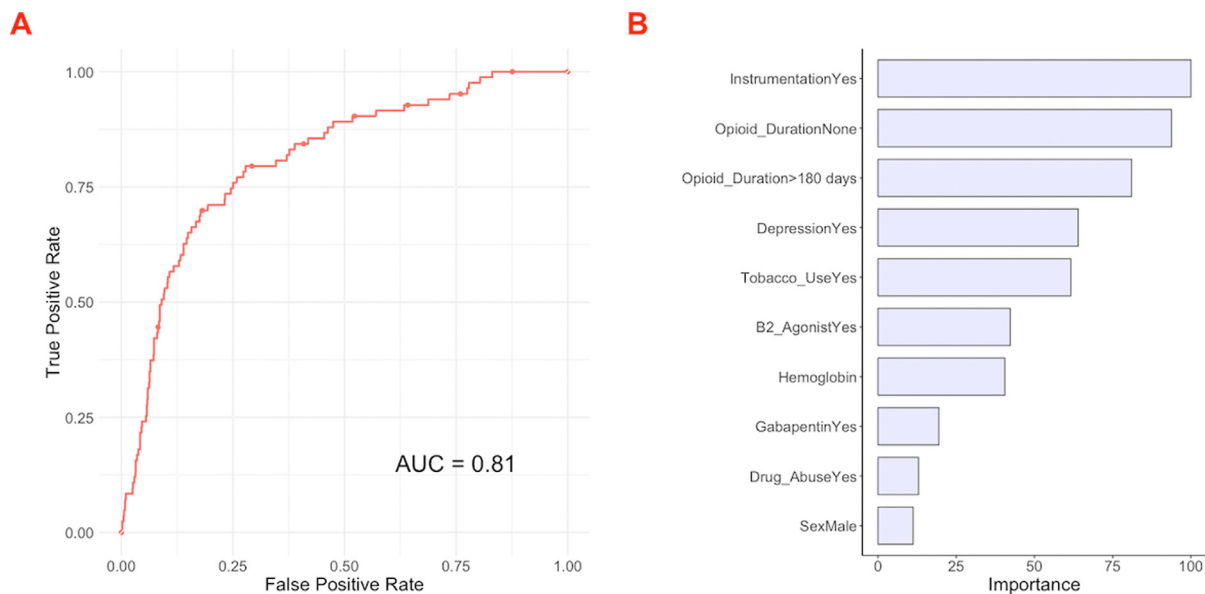 A
1.00
0.75
0.50
0.25
0.00
True Positive Rate
AUC = 0.81
0.00 0.25 0.50 0.75 1.00
False Positive Rate
B
InstrumentationYes
Opioid_DurationNone
Opioid_Duration>180 days
DepressionYes
Tobacco_UseYes
B2_AgonistYes
Hemoglobin
GabapentinYes
Drug_AbuseYes
SexMale
0 25 50 75 100
Importance